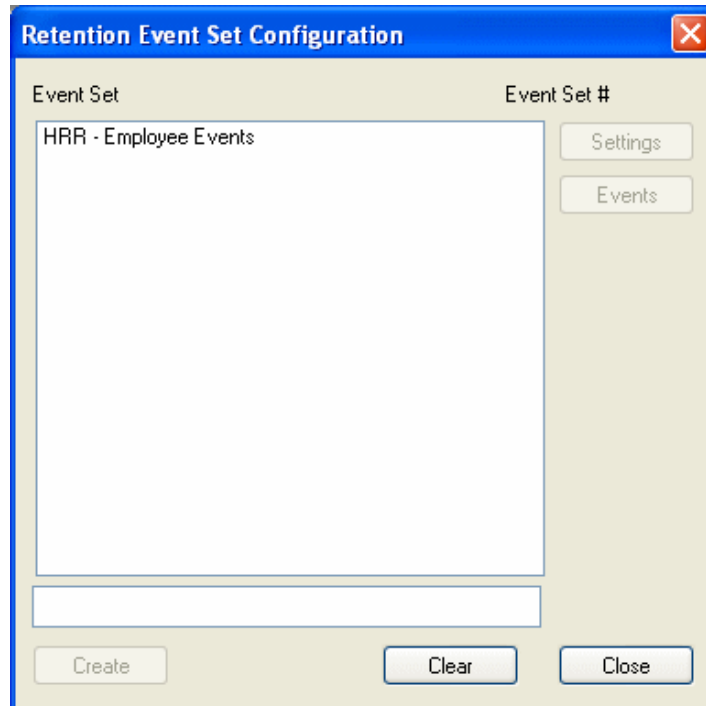 Retention Event Set Configuration
Event Set Event Set #
HRR - Employee Events
Settings
Events
Create Clear Close